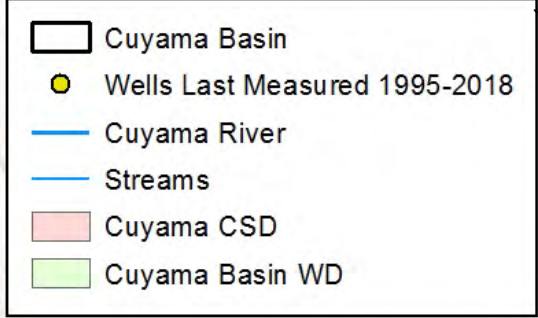 Cuyama Basin
Wells Last Measured 1995-2018
Cuyama River
Streams
Cuyama CSD
Cuyama Basin WD